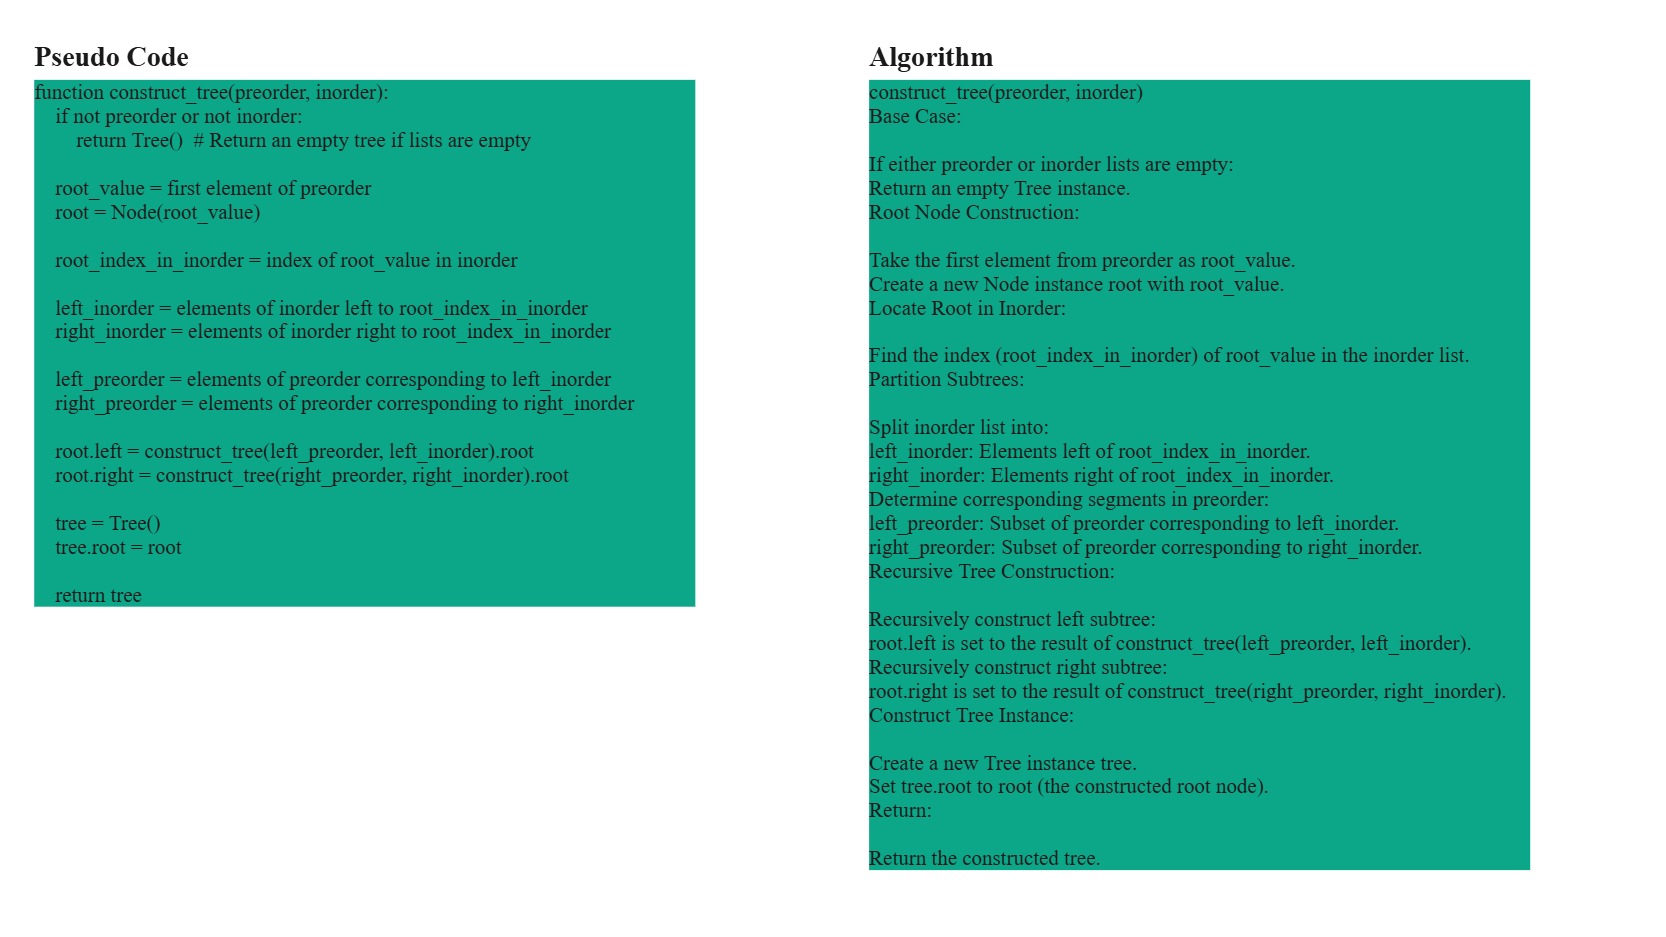 Pseudo Code
function construct_tree(preorder, inorder):
    if not preorder or not inorder:
        return Tree()  # Return an empty tree if lists are empty
    root_value = first element of preorder
    root = Node(root_value)
    root_index_in_inorder = index of root_value in inorder
    left_inorder = elements of inorder left to root_index_in_inorder
    right_inorder = elements of inorder right to root_index_in_inorder
    left_preorder = elements of preorder corresponding to left_inorder
    right_preorder = elements of preorder corresponding to right_inorder
    root.left = construct_tree(left_preorder, left_inorder).root
    root.right = construct_tree(right_preorder, right_inorder).root
    tree = Tree()
    tree.root = root
    return tree
Algorithm
construct_tree(preorder, inorder)
Base Case:
If either preorder or inorder lists are empty:
Return an empty Tree instance.
Root Node Construction:
Take the first element from preorder as root_value.
Create a new Node instance root with root_value.
Locate Root in Inorder:
Find the index (root_index_in_inorder) of root_value in the inorder list.
Partition Subtrees:
Split inorder list into:
left_inorder: Elements left of root_index_in_inorder.
right_inorder: Elements right of root_index_in_inorder.
Determine corresponding segments in preorder:
left_preorder: Subset of preorder corresponding to left_inorder.
right_preorder: Subset of preorder corresponding to right_inorder.
Recursive Tree Construction:
Recursively construct left subtree:
root.left is set to the result of construct_tree(left_preorder, left_inorder).
Recursively construct right subtree:
root.right is set to the result of construct_tree(right_preorder, right_inorder).
Construct Tree Instance:
Create a new Tree instance tree.
Set tree.root to root (the constructed root node).
Return:
Return the constructed tree.